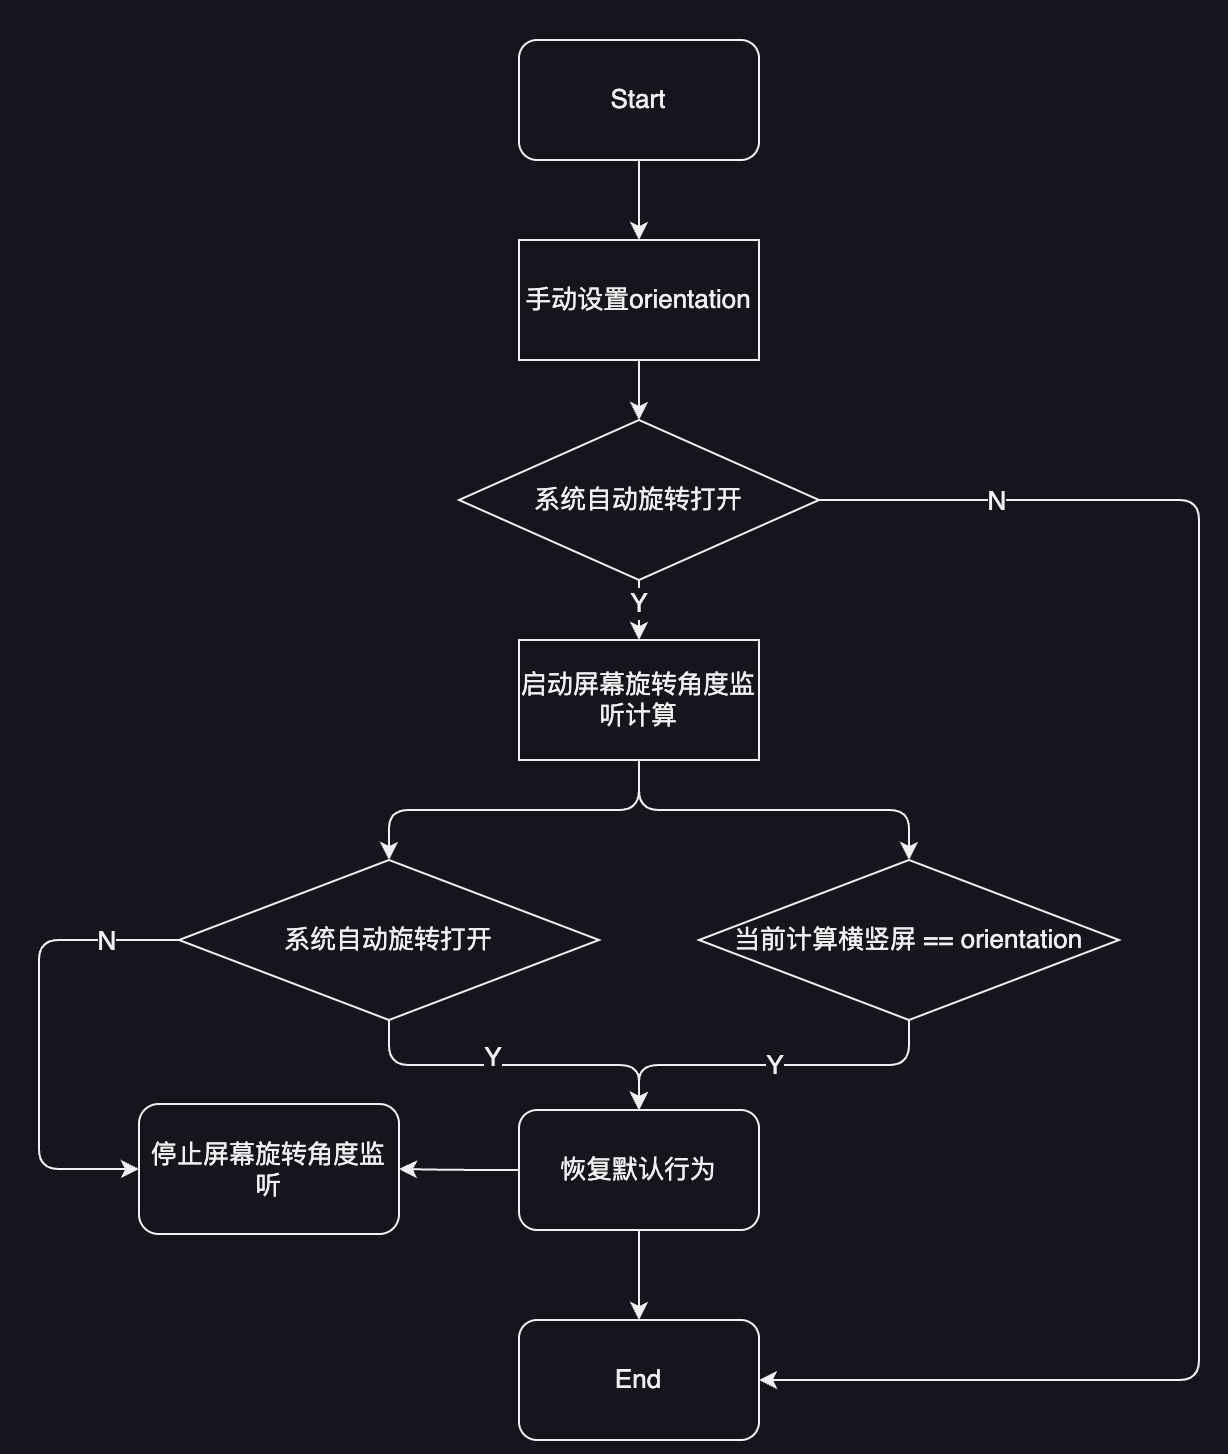 Start
手动设置orientation
系统自动旋转打开
N
Y
启动屏幕旋转角度监
听计算
系统自动旋转打开
当前计算横竖屏 == orientation
N
Y
Y
停止屏幕旋转角度监
听
恢复默认行为
End